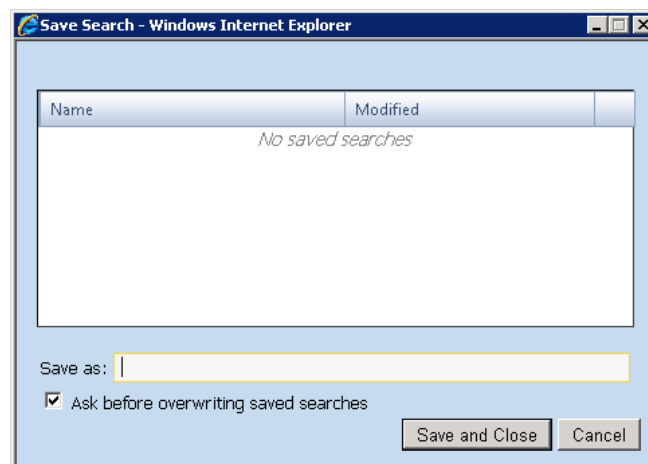 Save Search - Windows Internet Explorer
Name Modified
No saved searches
Save as:
Ask before overwriting saved searches
Save and Close Cancel